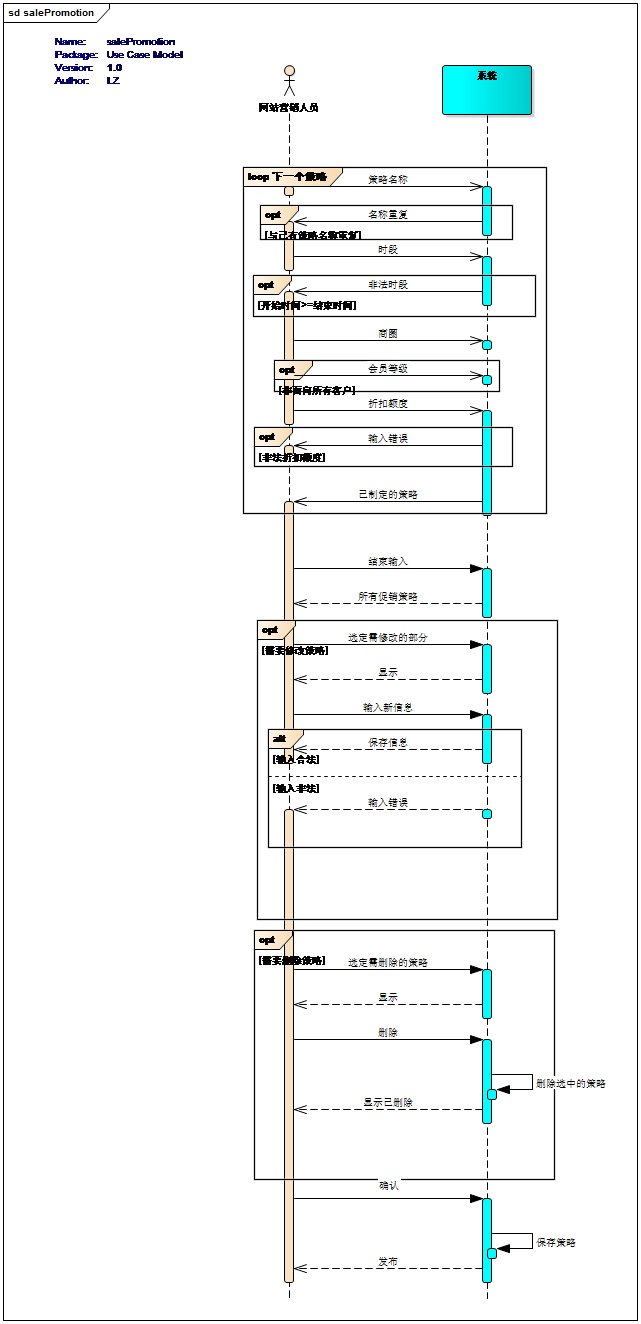 sd salePromotion
Name: salePromotion
Package: Use Case Model
Version: 1.0
Author: LZ
系统
网站营销人员
loop 下一个策略
策略名称
opt
名称重复
[与已有策略名称重复]
时段
opt
非法时段
[开始时间>=结束时间]
商圈
opt
会员等级
[非面向所有客户]
折扣额度
opt
输入错误
[非法折扣额度]
已制定的策略
结束输入
所有促销策略
opt
选定需修改的部分
[需要修改策略]
显示
输入新信息
alt
保存信息
[输入合法]
[输入非法]
输入错误
opt
选定需删除的策略
[需要删除策略]
显示
删除
删除选中的策略
显示已删除
确认
保存策略
发布